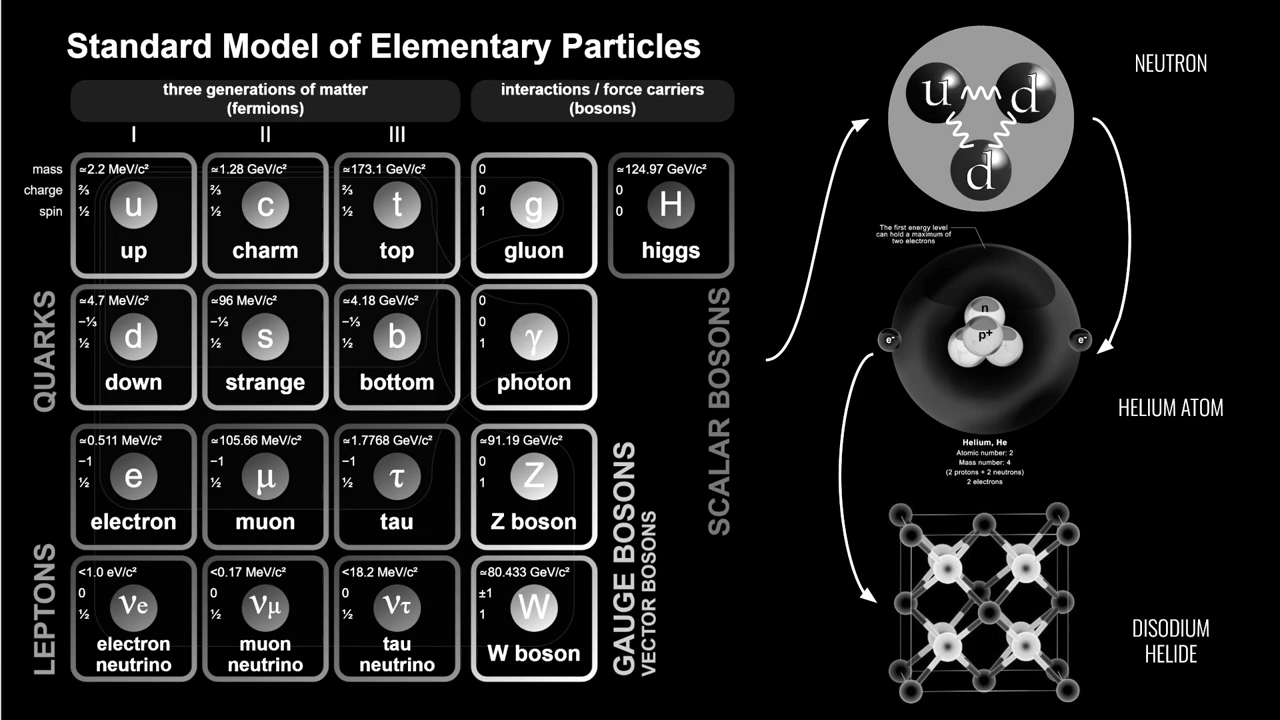 Standard Model of Elementary Particles
three generations of matter
(fermions)
interactions / force carriers
(bosons)
I II III
mass
charge
spin
≃2.2 MeV/c²
⅔
½
u
up
≃1.28 GeV/c²
⅔
½
c
charm
≃173.1 GeV/c²
⅔
½
t
top
0
0
1
g
gluon
≃124.97 GeV/c²
0
0
H
higgs
QUARKS
≃4.7 MeV/c²
−⅓
½
d
down
≃96 MeV/c²
−⅓
½
s
strange
≃4.18 GeV/c²
−⅓
½
b
bottom
0
0
1
γ
photon
SCALAR BOSONS
LEPTONS
≃0.511 MeV/c²
−1
½
e
electron
≃105.66 MeV/c²
−1
½
μ
muon
≃1.7768 GeV/c²
−1
½
τ
tau
≃91.19 GeV/c²
0
1
Z
Z boson
<1.0 eV/c²
0
½
νe
electron
neutrino
<0.17 MeV/c²
0
½
νμ
muon
neutrino
<18.2 MeV/c²
0
½
ντ
tau
neutrino
≃80.433 GeV/c²
±1
1
W
W boson
GAUGE BOSONS
VECTOR BOSONS
u d
d
NEUTRON
The first energy level
can hold a maximum of
two electrons
n
p⁺
e⁻
e⁻
HELIUM ATOM
Helium, He
Atomic number: 2
Mass number: 4
(2 protons + 2 neutrons)
2 electrons
DISODIUM
HELIDE